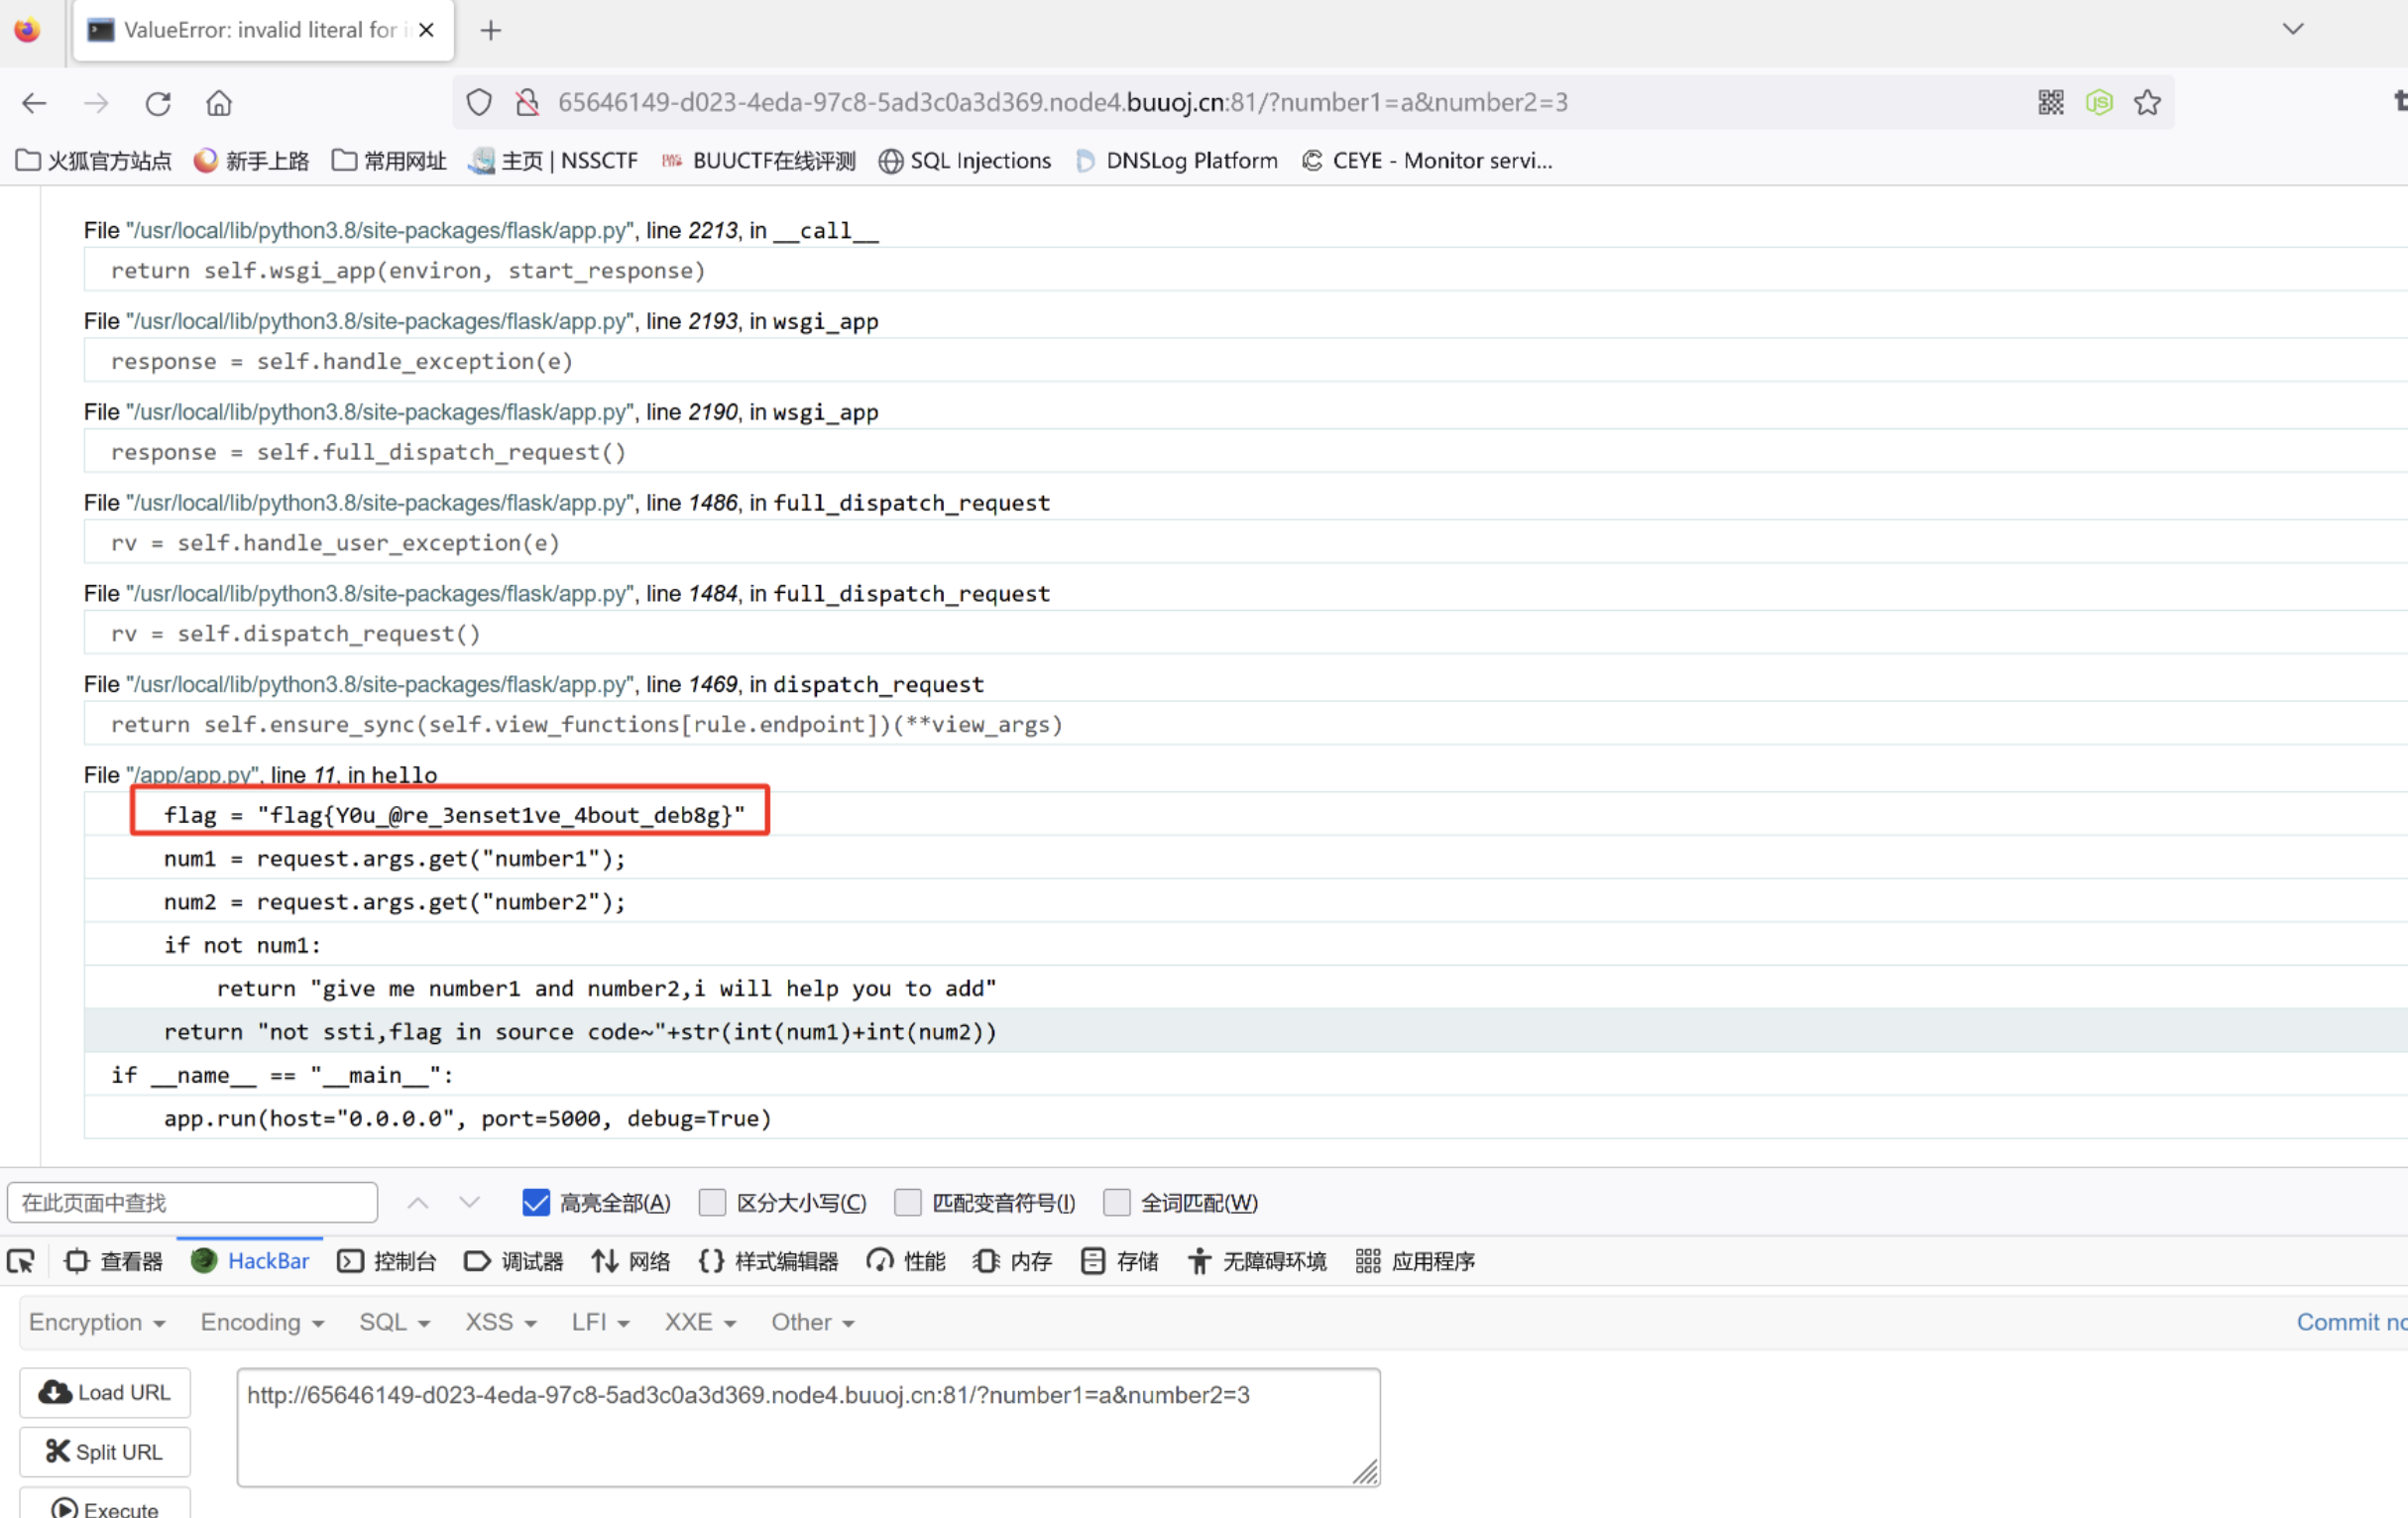 ValueError: invalid literal for i
65646149-d023-4eda-97c8-5ad3c0a3d369.node4.buuoj.cn:81/?number1=a&number2=3
火狐官方站点 新手上路 常用网址 主页 | NSSCTF BUUCTF在线评测 SQL Injections DNSLog Platform CEYE - Monitor servi...
File "/usr/local/lib/python3.8/site-packages/flask/app.py", line 2213, in __call__
return self.wsgi_app(environ, start_response)
File "/usr/local/lib/python3.8/site-packages/flask/app.py", line 2193, in wsgi_app
response = self.handle_exception(e)
File "/usr/local/lib/python3.8/site-packages/flask/app.py", line 2190, in wsgi_app
response = self.full_dispatch_request()
File "/usr/local/lib/python3.8/site-packages/flask/app.py", line 1486, in full_dispatch_request
rv = self.handle_user_exception(e)
File "/usr/local/lib/python3.8/site-packages/flask/app.py", line 1484, in full_dispatch_request
rv = self.dispatch_request()
File "/usr/local/lib/python3.8/site-packages/flask/app.py", line 1469, in dispatch_request
return self.ensure_sync(self.view_functions[rule.endpoint])(**view_args)
File "/app/app.py", line 11, in hello
flag = "flag{Y0u_@re_3enset1ve_4bout_deb8g}"
num1 = request.args.get("number1");
num2 = request.args.get("number2");
if not num1:
return "give me number1 and number2,i will help you to add"
return "not ssti,flag in source code~"+str(int(num1)+int(num2))
if __name__ == "__main__":
app.run(host="0.0.0.0", port=5000, debug=True)
在此页面中查找 高亮全部(A) 区分大小写(C) 匹配变音符号(I) 全词匹配(W)
查看器 HackBar 控制台 调试器 网络 样式编辑器 性能 内存 存储 无障碍环境 应用程序
Encryption Encoding SQL XSS LFI XXE Other Commit
Load URL http://65646149-d023-4eda-97c8-5ad3c0a3d369.node4.buuoj.cn:81/?number1=a&number2=3
Split URL
Execute